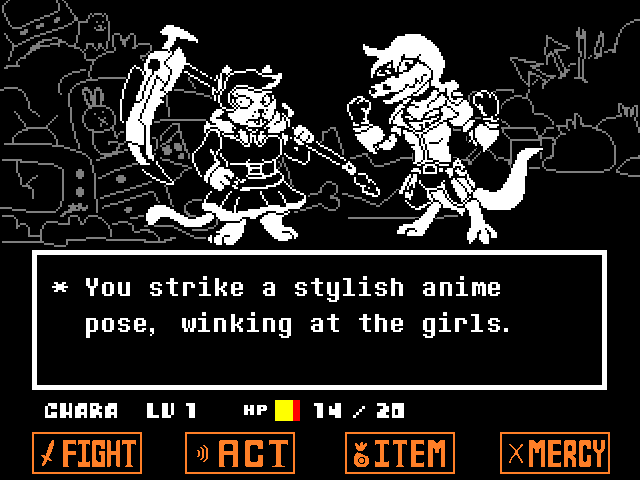 * You strike a stylish anime
pose, winking at the girls.
CHARA LV 1 HP 14 / 20
FIGHT ACT ITEM MERCY